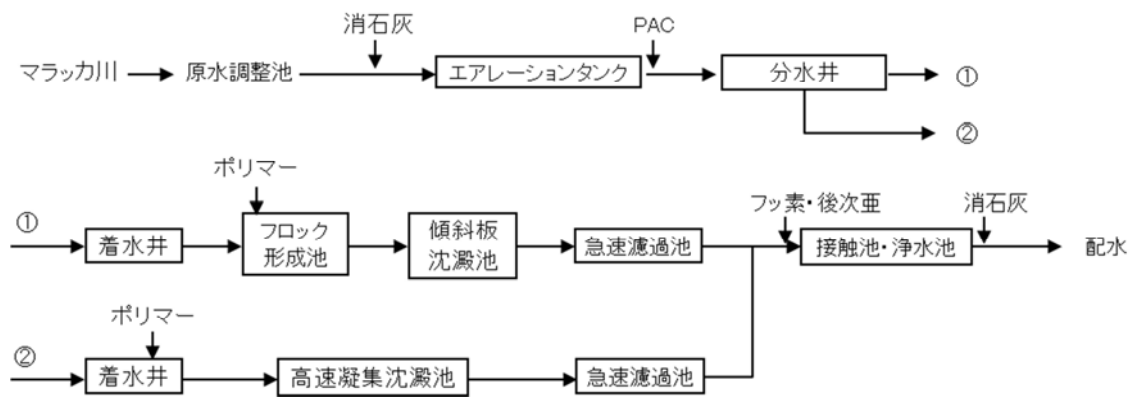 消石灰
PAC
マラッカ川
原水調整池
エアレーションタンク
分水井
①
②
ポリマー
フッ素・後次亜
消石灰
①
着水井
フロック
形成池
傾斜板
沈澱池
急速濾過池
接触池・浄水池
配水
ポリマー
②
着水井
高速凝集沈澱池
急速濾過池